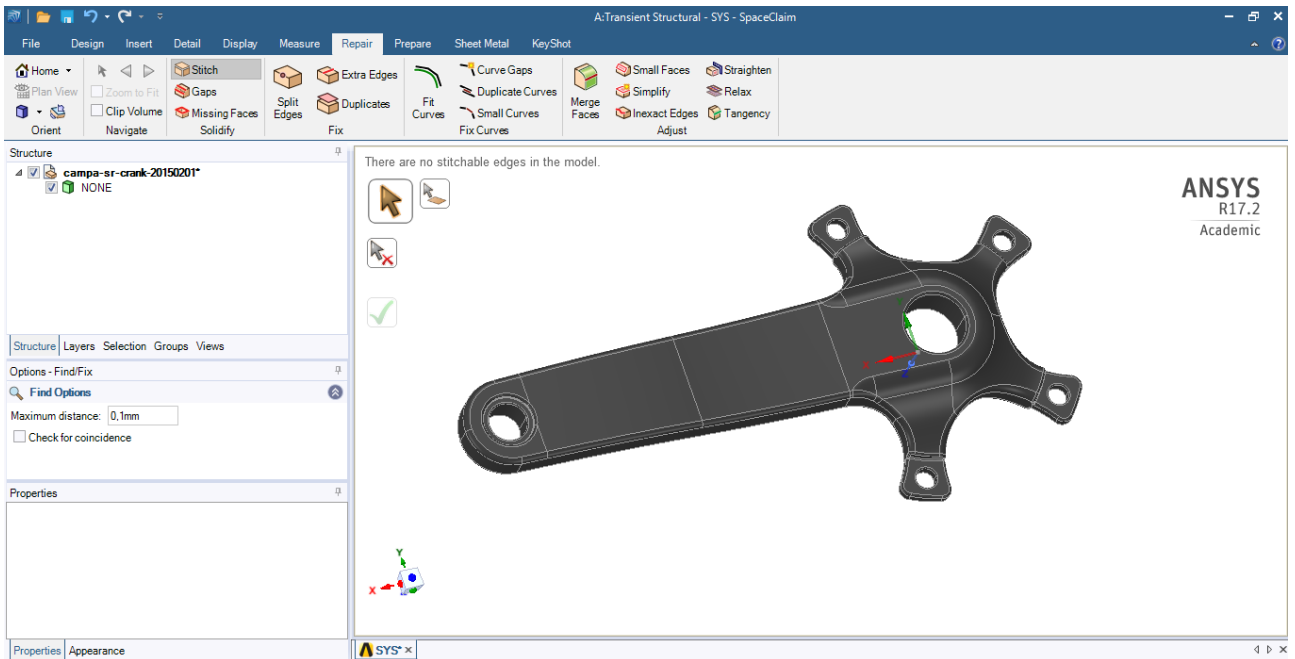 A:Transient Structural - SYS - SpaceClaim
File Design Insert Detail Display Measure Repair Prepare Sheet Metal KeyShot
Home
Plan View
Orient
Zoom to Fit
Clip Volume
Navigate
Stitch
Gaps
Missing Faces
Solidify
Split Edges
Extra Edges
Duplicates
Fix
Fit Curves
Curve Gaps
Duplicate Curves
Small Curves
Fix Curves
Merge Faces
Small Faces
Simplify
Inexact Edges
Straighten
Relax
Tangency
Adjust
Structure
campa-sr-crank-20150201*
NONE
Structure Layers Selection Groups Views
Options - Find/Fix
Find Options
Maximum distance: 0,1mm
Check for coincidence
Properties
Properties Appearance
There are no stitchable edges in the model.
ANSYS
R17.2
Academic
X
Z
Y
X
SYS*